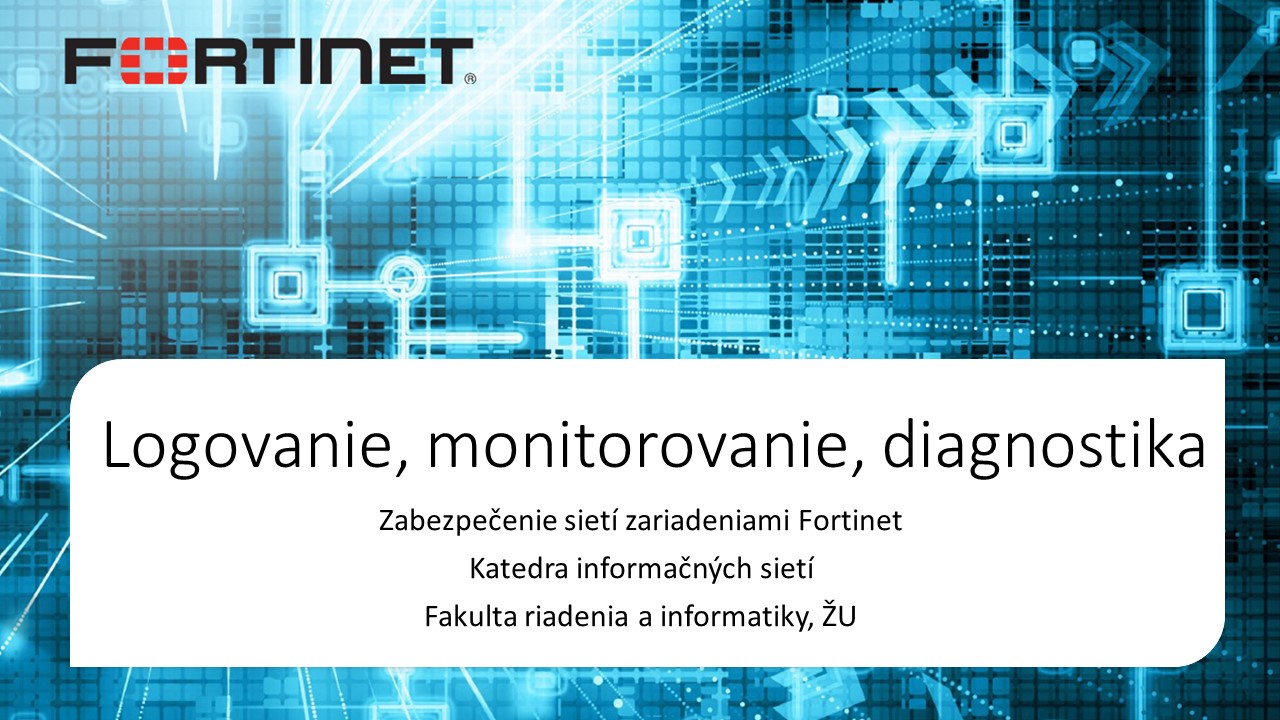 FORTINET®
Logovanie, monitorovanie, diagnostika
Zabezpečenie sietí zariadeniami Fortinet
Katedra informačných sietí
Fakulta riadenia a informatiky, ŽU